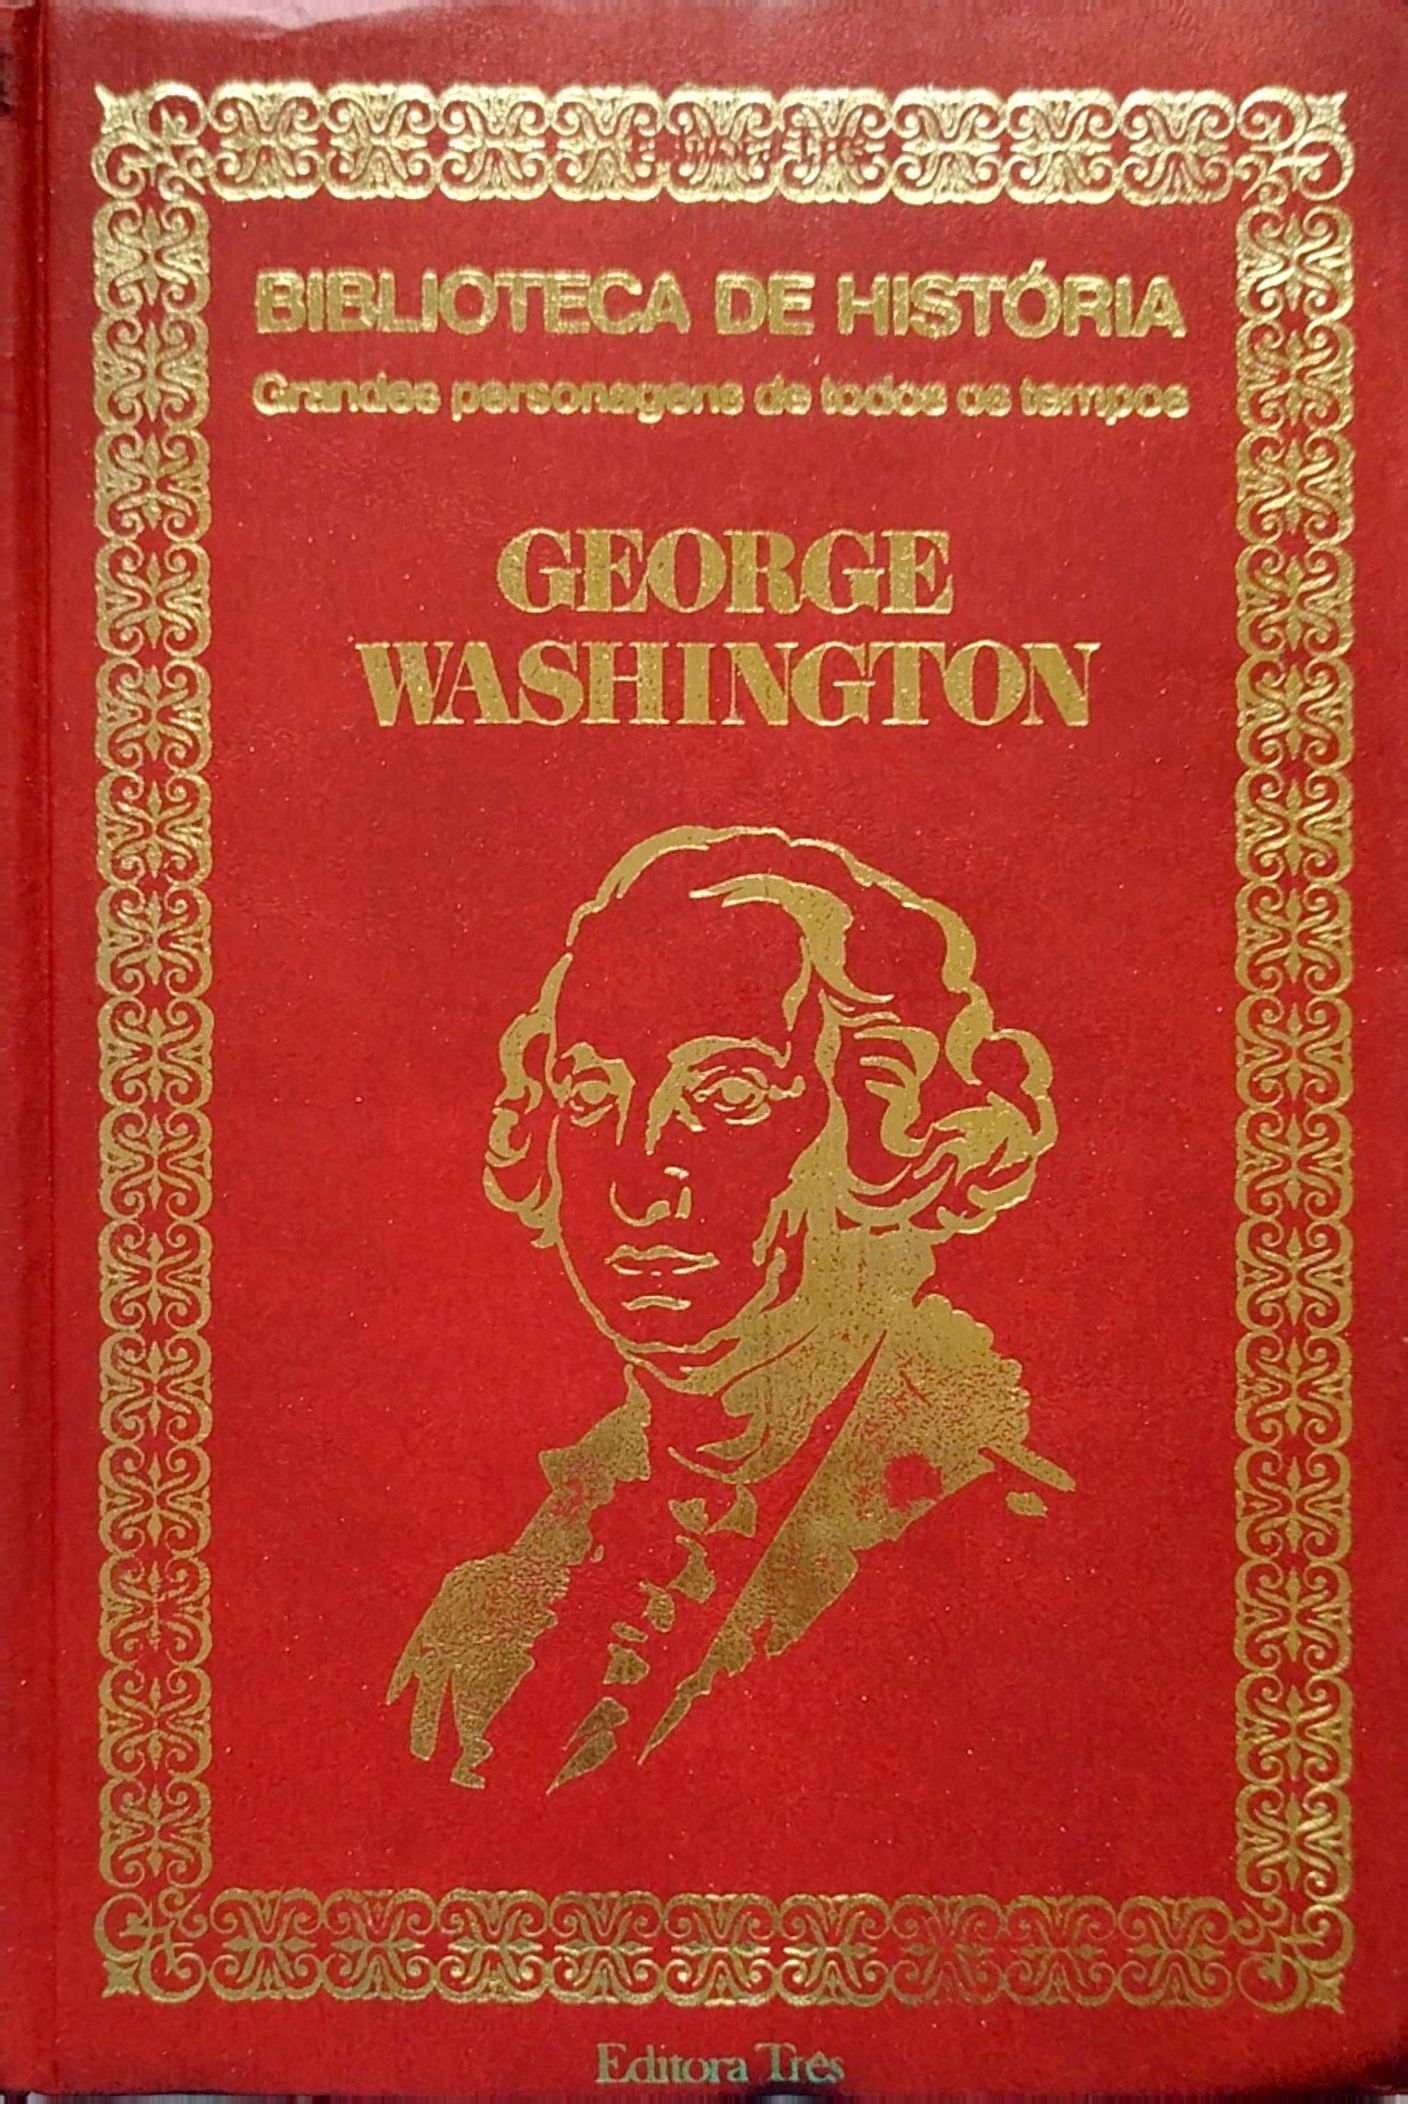 BIBLIOTECA DE HISTÓRIA
Grandes personagens de todos os tempos
GEORGE
WASHINGTON
Editora Três